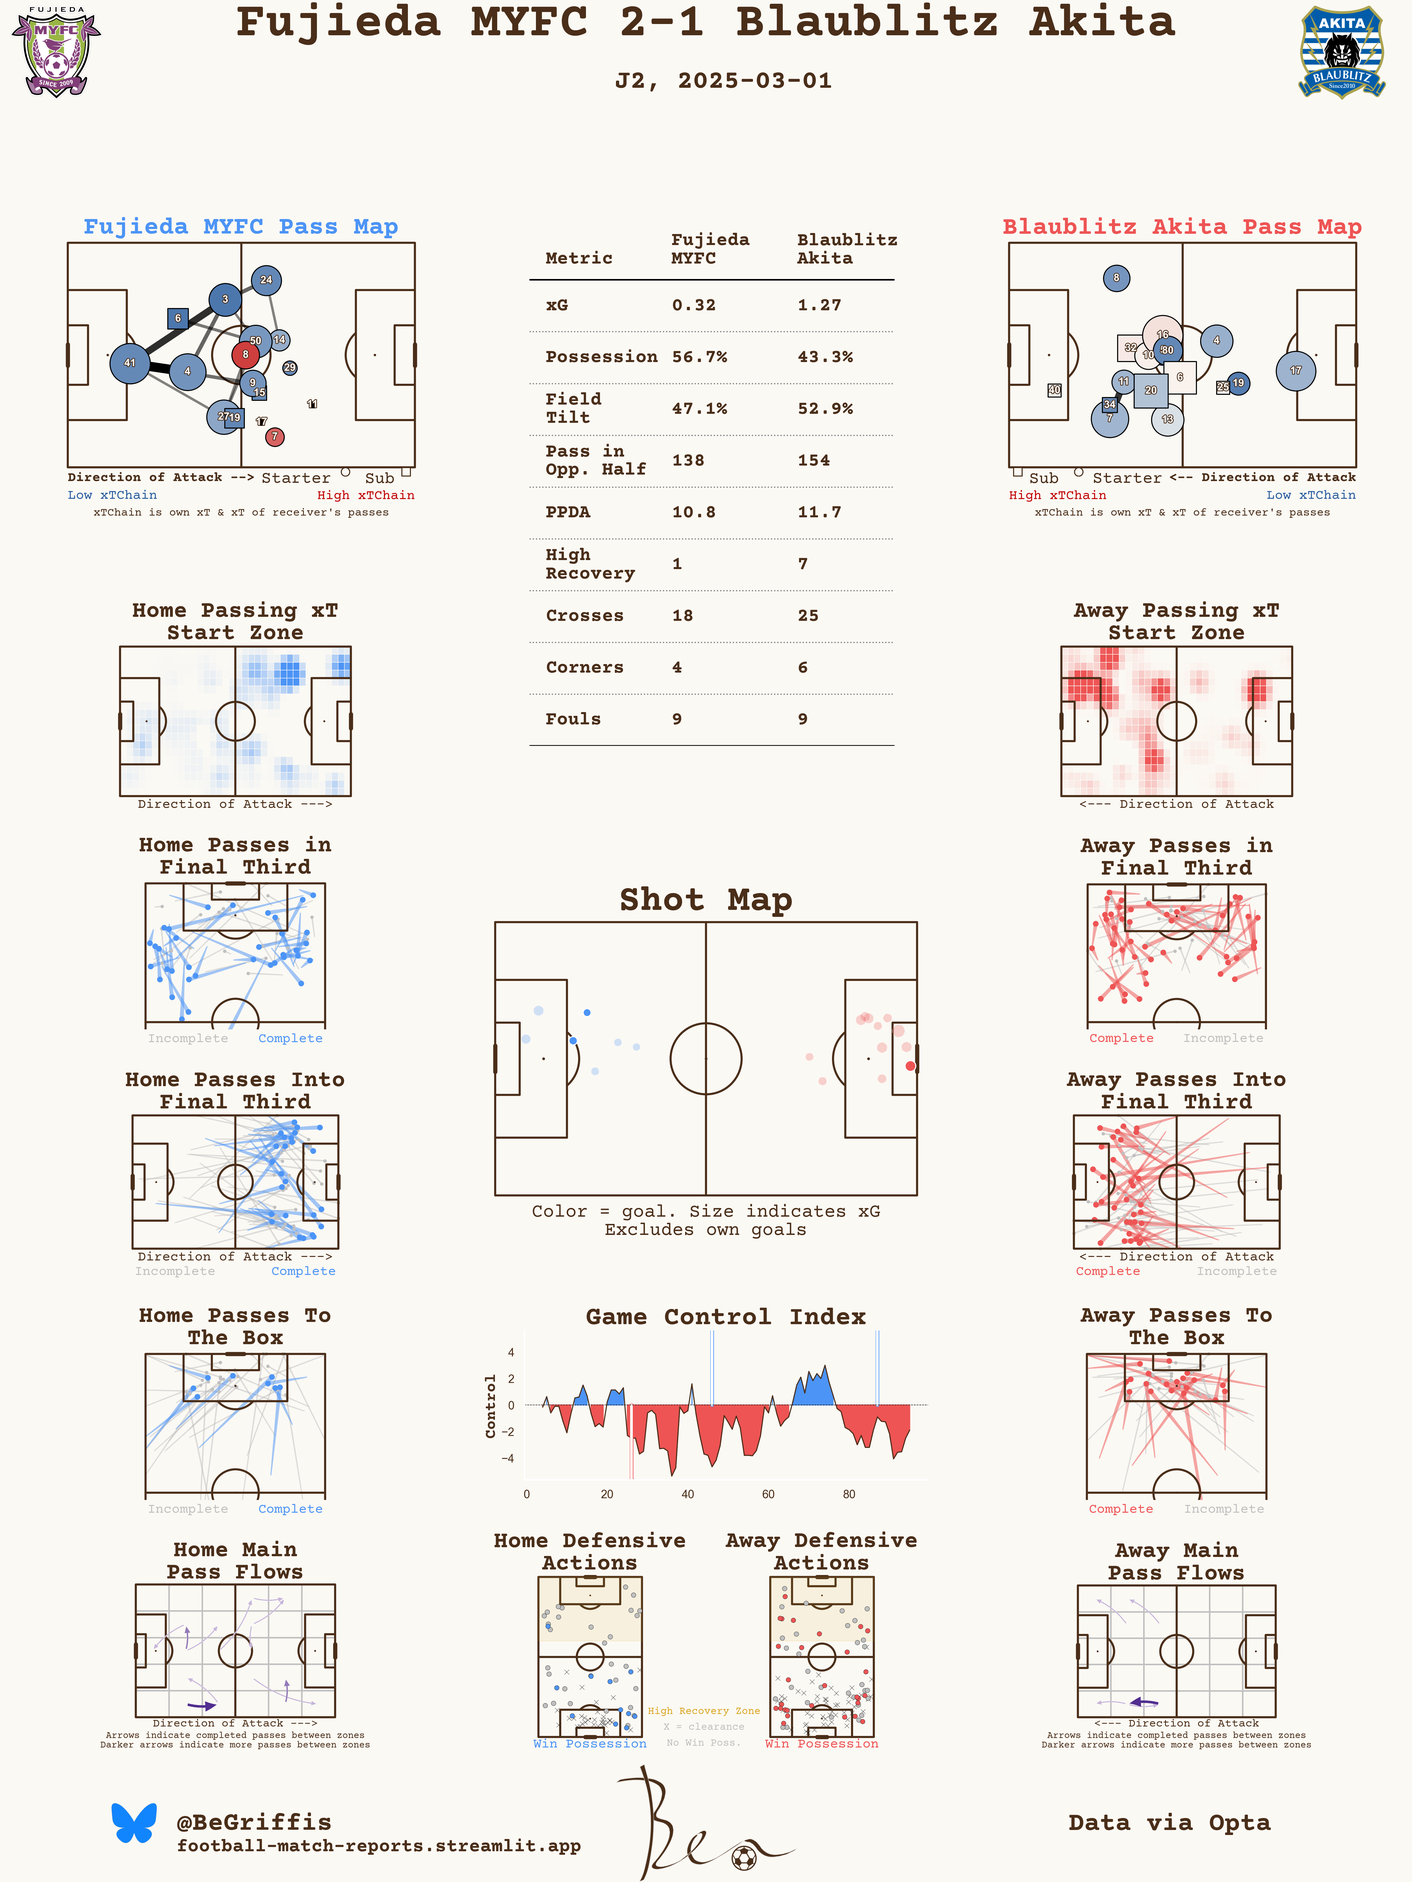 Fujieda MYFC 2-1 Blaublitz Akita
J2, 2025-03-01
FUJIEDA
MYFC
SINCE 2009
AKITA
BLAUBLITZ
Since2010
Fujieda MYFC Pass Map
24
3
6
50
14
8
41
4
29
9
15
11
27
19
17
7
Direction of Attack --> Starter Sub
Low xTChain High xTChain
xTChain is own xT & xT of receiver's passes
Metric Fujieda MYFC Blaublitz Akita
xG 0.32 1.27
Possession 56.7% 43.3%
Field Tilt 47.1% 52.9%
Pass in Opp. Half 138 154
PPDA 10.8 11.7
High Recovery 1 7
Crosses 18 25
Corners 4 6
Fouls 9 9
Blaublitz Akita Pass Map
8
16
32
10
80
4
17
6
11
20
40
25
19
34
7
13
Sub Starter <-- Direction of Attack
High xTChain Low xTChain
xTChain is own xT & xT of receiver's passes
Home Passing xT
Start Zone
Direction of Attack --->
Away Passing xT
Start Zone
<--- Direction of Attack
Home Passes in
Final Third
Incomplete Complete
Away Passes in
Final Third
Complete Incomplete
Shot Map
Color = goal. Size indicates xG
Excludes own goals
Home Passes Into
Final Third
Direction of Attack --->
Incomplete Complete
Away Passes Into
Final Third
<--- Direction of Attack
Complete Incomplete
Home Passes To
The Box
Incomplete Complete
Game Control Index
Control
4
2
0
−2
−4
0 20 40 60 80
Away Passes To
The Box
Complete Incomplete
Home Main
Pass Flows
Direction of Attack --->
Arrows indicate completed passes between zones
Darker arrows indicate more passes between zones
Home Defensive
Actions
Win Possession
Away Defensive
Actions
Win Possession
High Recovery Zone
X = clearance
No Win Poss.
Away Main
Pass Flows
<--- Direction of Attack
Arrows indicate completed passes between zones
Darker arrows indicate more passes between zones
@BeGriffis
football-match-reports.streamlit.app
Ben
Data via Opta